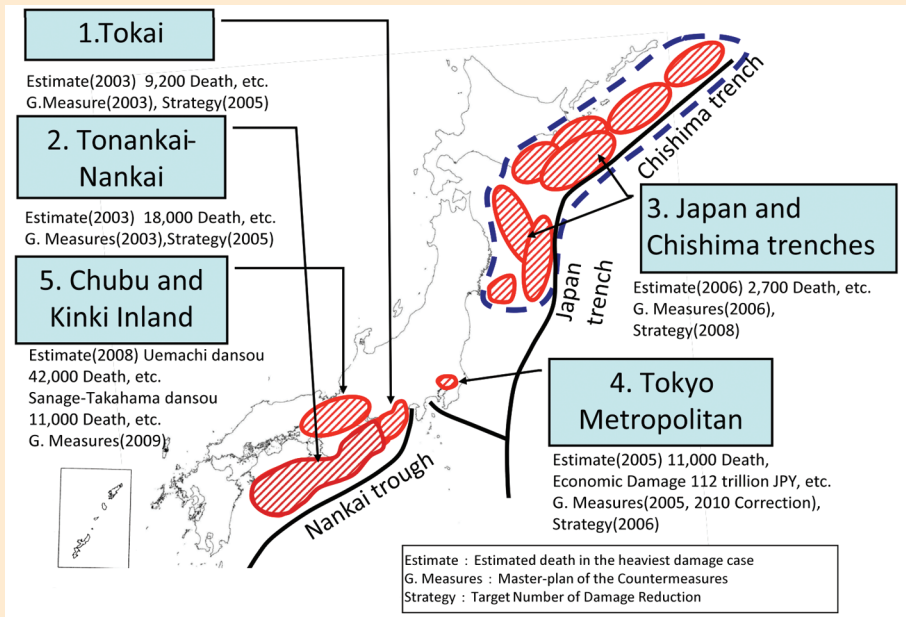 1.Tokai
Estimate(2003) 9,200 Death, etc.
G.Measure(2003), Strategy(2005)
2. Tonankai-
Nankai
Estimate(2003) 18,000 Death, etc.
G. Measures(2003),Strategy(2005)
5. Chubu and
Kinki Inland
Estimate(2008) Uemachi dansou
42,000 Death, etc.
Sanage-Takahama dansou
11,000 Death, etc.
G. Measures(2009)
Chishima trench
3. Japan and
Chishima trenches
Estimate(2006) 2,700 Death, etc.
G. Measures(2006),
Strategy(2008)
Japan
trench
4. Tokyo
Metropolitan
Estimate(2005) 11,000 Death,
Economic Damage 112 trillion JPY, etc.
G. Measures(2005, 2010 Correction),
Strategy(2006)
Nankai trough
Estimate : Estimated death in the heaviest damage case
G. Measures : Master-plan of the Countermeasures
Strategy : Target Number of Damage Reduction